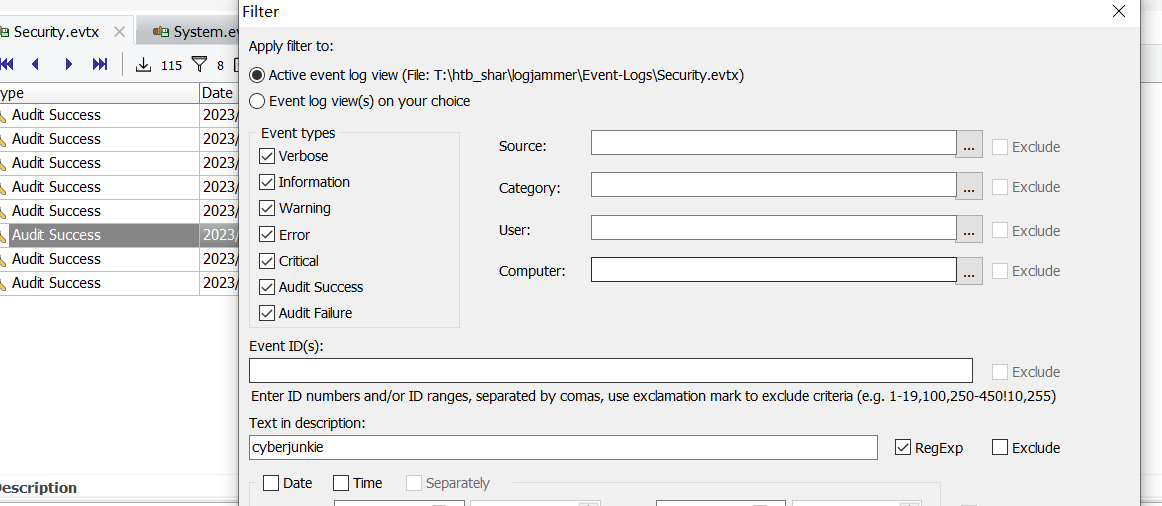 Filter
Security.evtx
System.ev
Apply filter to:
115
8
Active event log view (File: T:\htb_shar\logjammer\Event-Logs\Security.evtx)
ype
Date
Event log view(s) on your choice
Audit Success
2023/
Audit Success
2023/
Audit Success
2023/
Audit Success
2023/
Audit Success
2023/
Audit Success
2023/
Audit Success
2023/
Audit Success
2023/
Event types
Verbose
Information
Warning
Error
Critical
Audit Success
Audit Failure
Source:
...
Exclude
Category:
...
Exclude
User:
...
Exclude
Computer:
...
Exclude
Event ID(s):
Exclude
Enter ID numbers and/or ID ranges, separated by comas, use exclamation mark to exclude criteria (e.g. 1-19,100,250-450!10,255)
Text in description:
cyberjunkie
RegExp
Exclude
Date
Time
Separately
Description